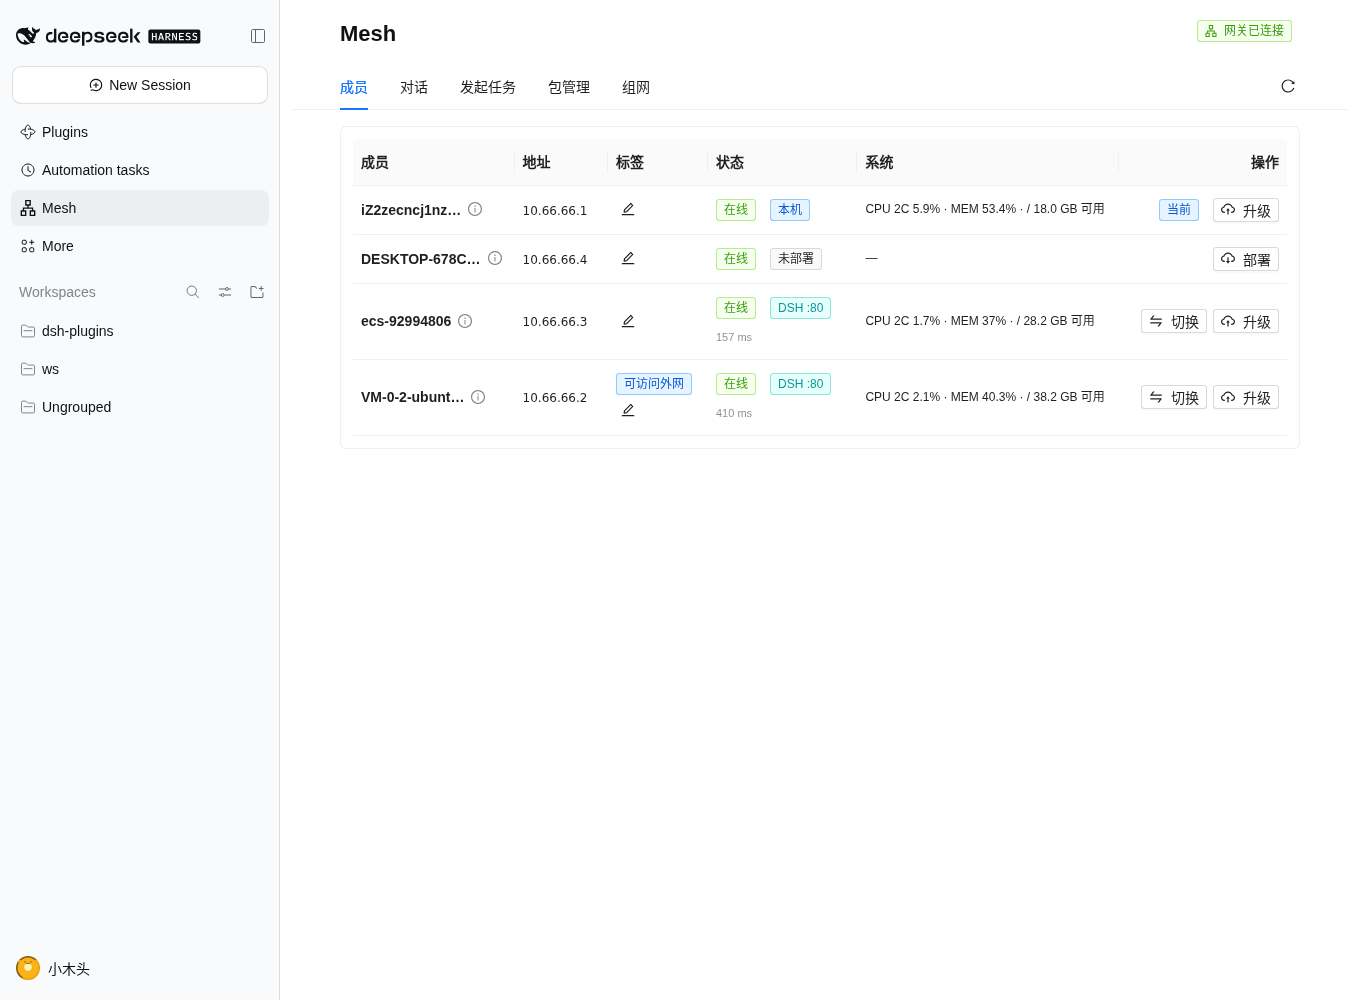 deepseek HARNESS
New Session
Plugins
Automation tasks
Mesh
More
Workspaces
dsh-plugins
ws
Ungrouped
小木头
Mesh
网关已连接
成员 对话 发起任务 包管理 组网
成员 地址 标签 状态 系统 操作
iZ2zecncj1nz... 10.66.66.1 在线 本机 CPU 2C 5.9% · MEM 53.4% · / 18.0 GB 可用 当前 升级
DESKTOP-678C... 10.66.66.4 在线 未部署 — 部署
ecs-92994806 10.66.66.3 在线 DSH :80 CPU 2C 1.7% · MEM 37% · / 28.2 GB 可用 切换 升级
157 ms
VM-0-2-ubunt... 10.66.66.2 可访问外网 在线 DSH :80 CPU 2C 2.1% · MEM 40.3% · / 38.2 GB 可用 切换 升级
410 ms